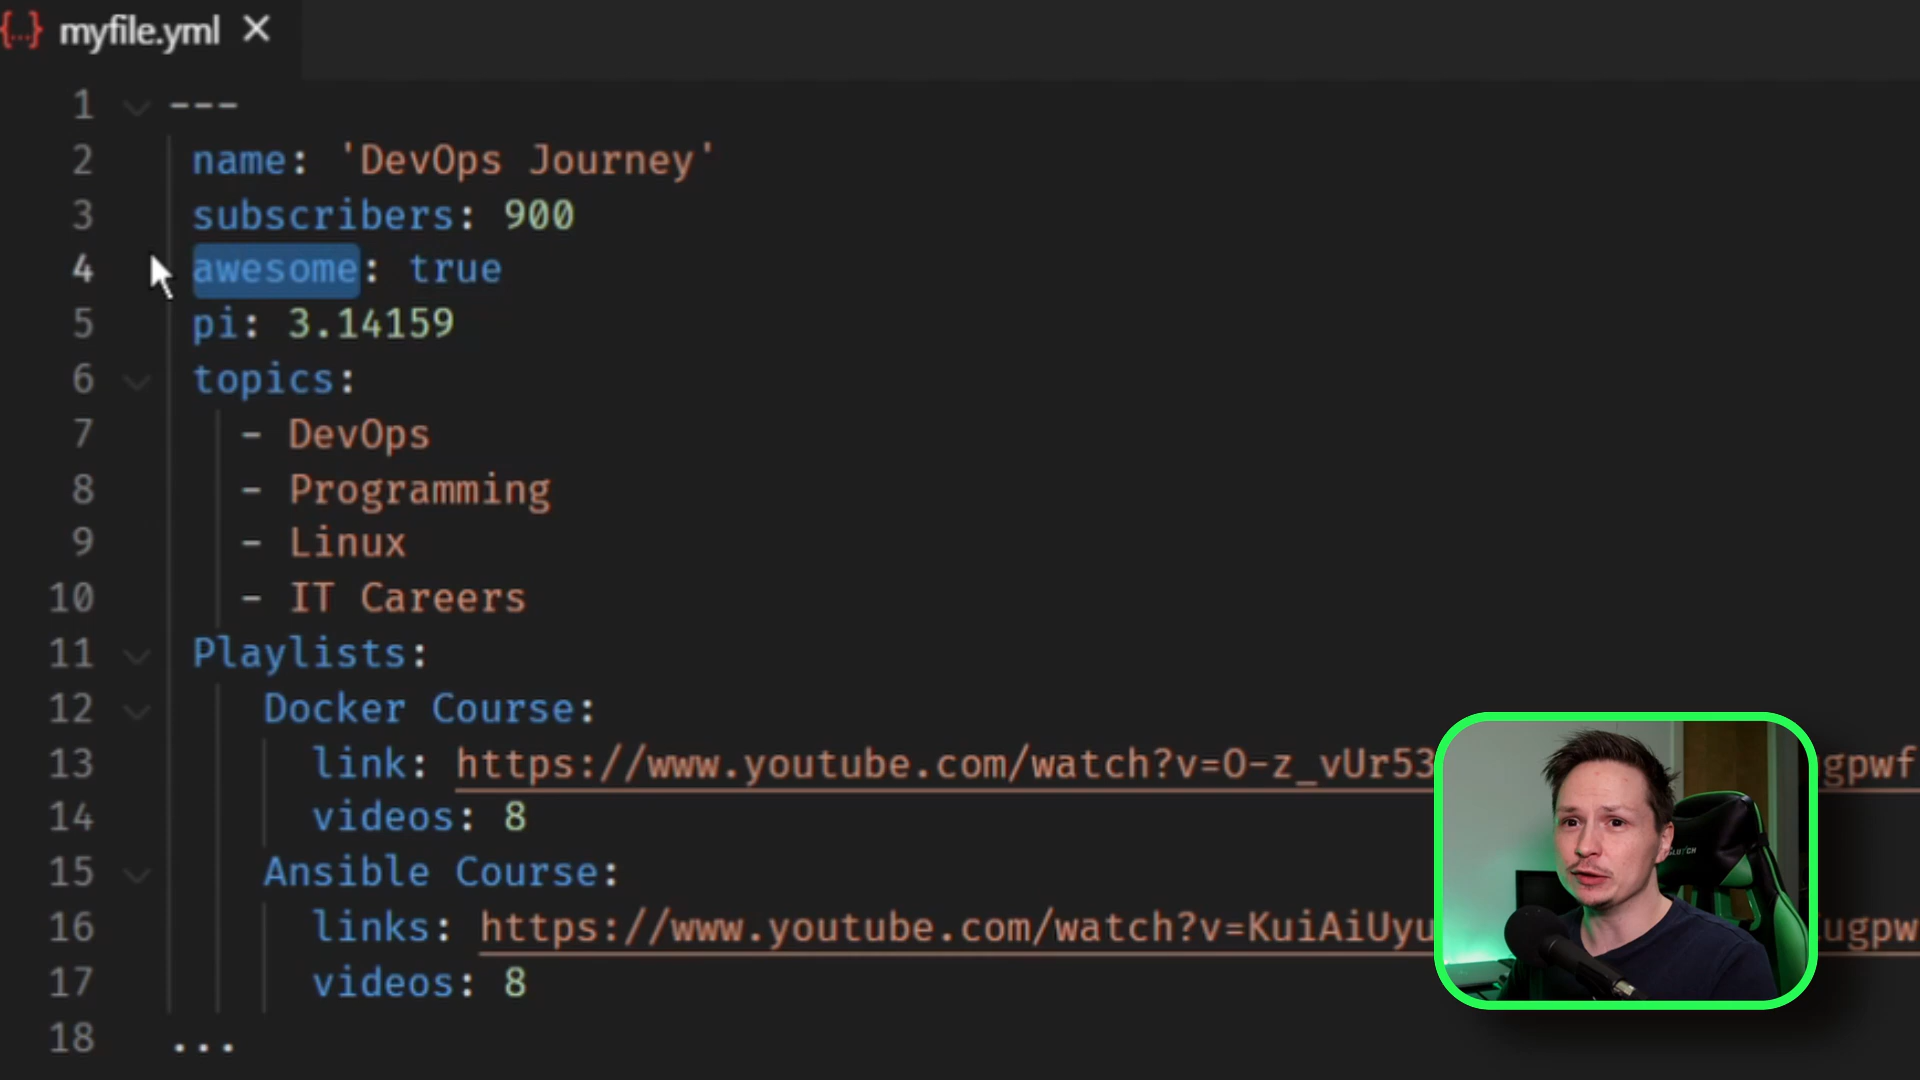 {...} myfile.yml ×
1 ---
2 name: 'DevOps Journey'
3 subscribers: 900
4 awesome: true
5 pi: 3.14159
6 topics:
7 - DevOps
8 - Programming
9 - Linux
10 - IT Careers
11 Playlists:
12 Docker Course:
13 link: https://www.youtube.com/watch?v=O-z_vUr53 gpwf
14 videos: 8
15 Ansible Course:
16 links: https://www.youtube.com/watch?v=KuiAiUyu ugpw
17 videos: 8
18 ...